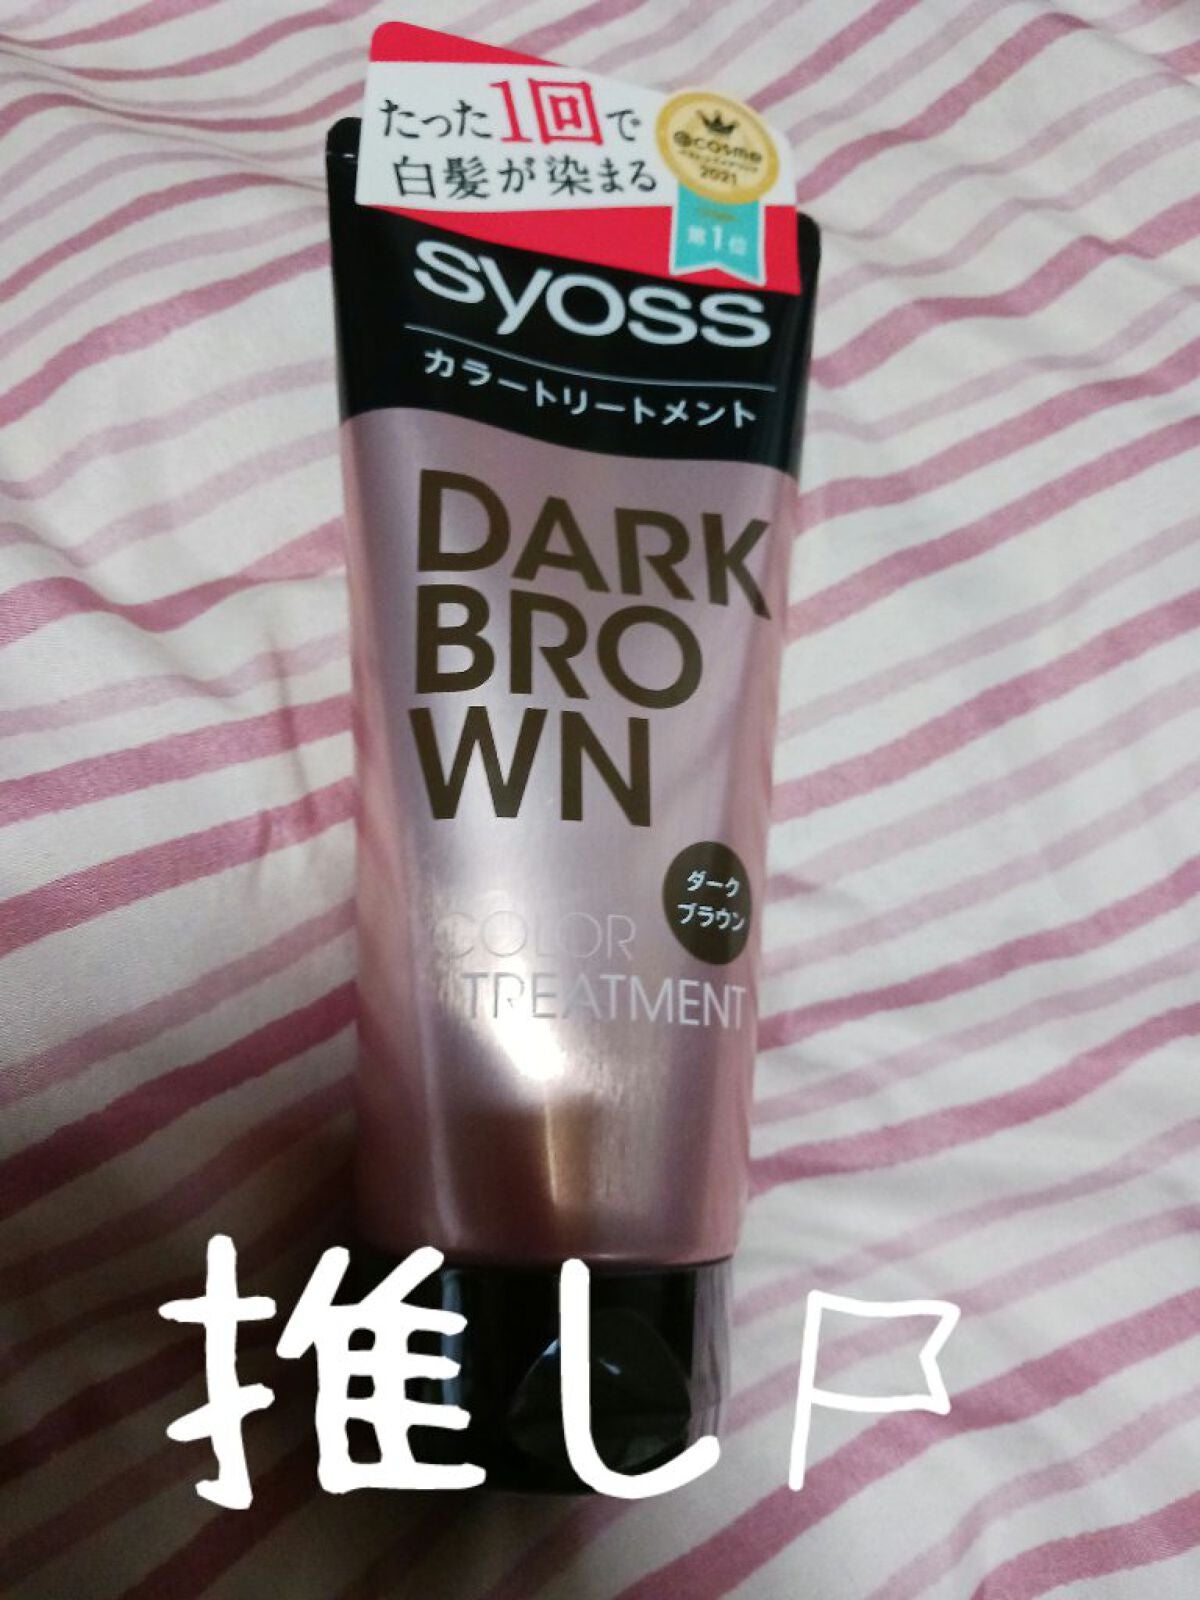 たった1回で
白髪が染まる
@cosme
2021
第1位
syoss
カラートリートメント
DARK
BRO
WN
ダーク
ブラウン
COLOR
TREATMENT
推し